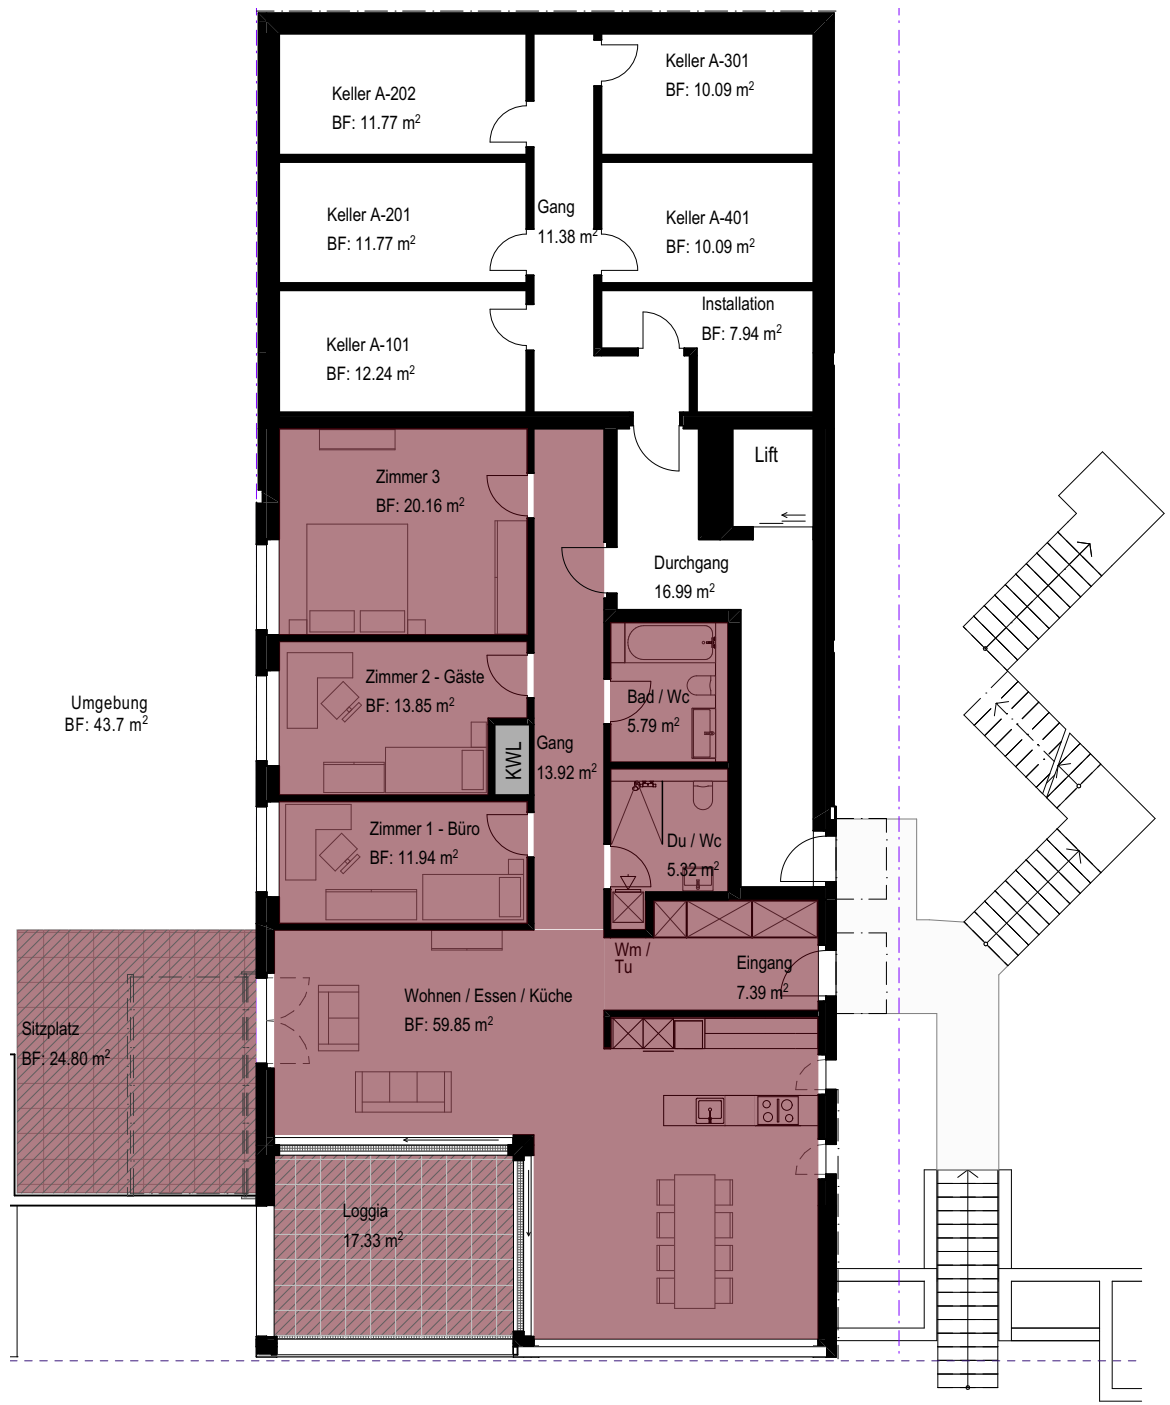 Keller A-202
BF: 11.77 m²
Keller A-301
BF: 10.09 m²
Keller A-201
BF: 11.77 m²
Gang
11.38 m²
Keller A-401
BF: 10.09 m²
Keller A-101
BF: 12.24 m²
Installation
BF: 7.94 m²
Zimmer 3
BF: 20.16 m²
Lift
Durchgang
16.99 m²
Umgebung
BF: 43.7 m²
Zimmer 2 - Gäste
BF: 13.85 m²
KWL
Gang
13.92 m²
Bad / Wc
5.79 m²
Zimmer 1 - Büro
BF: 11.94 m²
Du / Wc
5.32 m²
Wm /
Tu
Eingang
7.39 m²
Wohnen / Essen / Küche
BF: 59.85 m²
Sitzplatz
BF: 24.80 m²
Loggia
17.33 m²